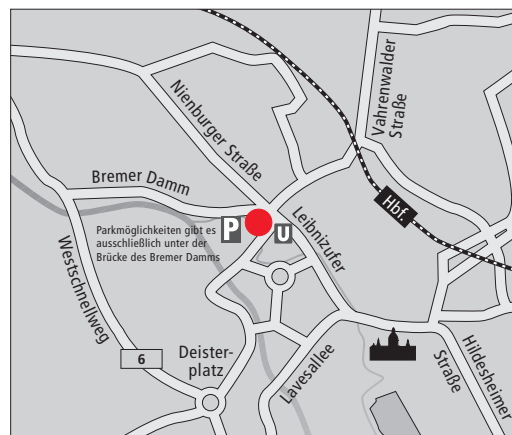 Vahrenwalder
Straße
Nienburger Straße
Bremer Damm
Hbf.
Parkmöglichkeiten gibt es
ausschließlich unter der
Brücke des Bremer Damms
P
U
Leibnizufer
Westschnellweg
6
Deister-
platz
Lavesallee
Hildesheimer
Straße